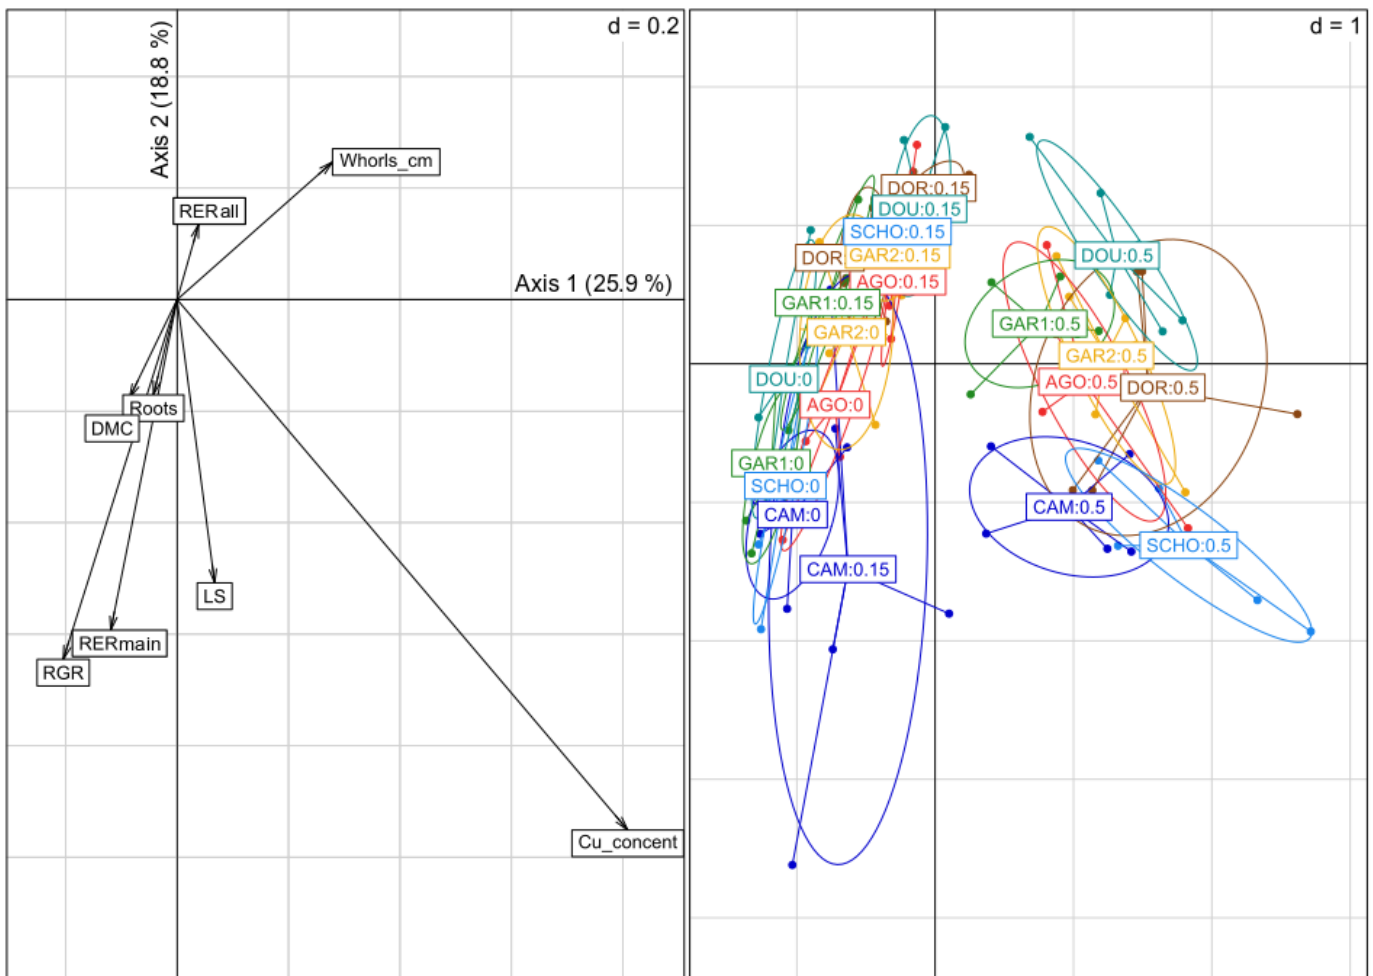 d = 0.2
Axis 2 (18.8 %)
Whorls_cm
RERall
Axis 1 (25.9 %)
Roots
DMC
LS
RERmain
RGR
Cu_concent
d = 1
DOR:0.15
DOU:0.15
SCHO:0.15
DOR
GAR2:0.15
AGO:0.15
GAR1:0.15
GAR2:0
DOU:0
AGO:0
GAR1:0
SCHO:0
CAM:0
CAM:0.15
DOU:0.5
GAR1:0.5
GAR2:0.5
AGO:0.5
DOR:0.5
CAM:0.5
SCHO:0.5